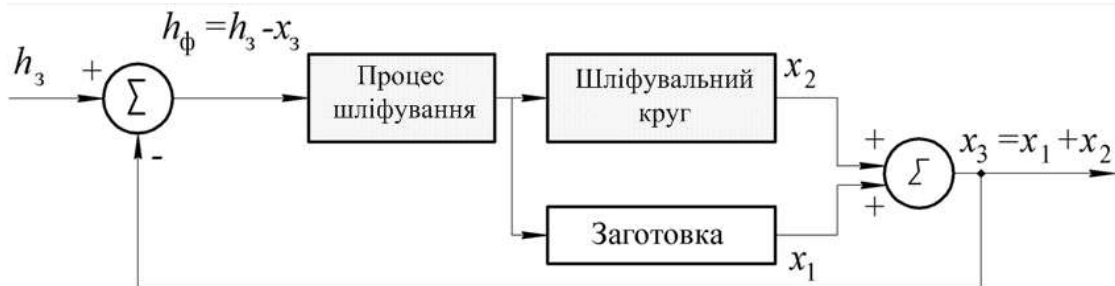 h_ф = h_з - x_з
h_з
+
Σ
-
Процес
шліфування
Шліфувальний
круг
x_2
+
Σ
+
x_3 = x_1 + x_2
Заготовка
x_1